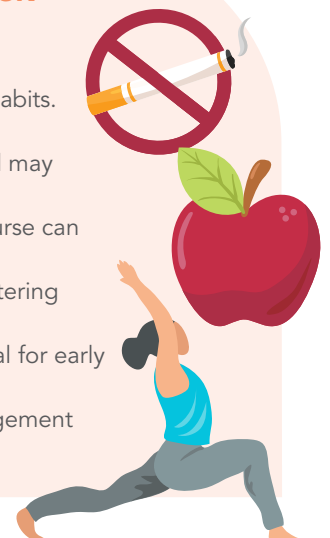 abits.
may
urse can
tering
al for early
gement